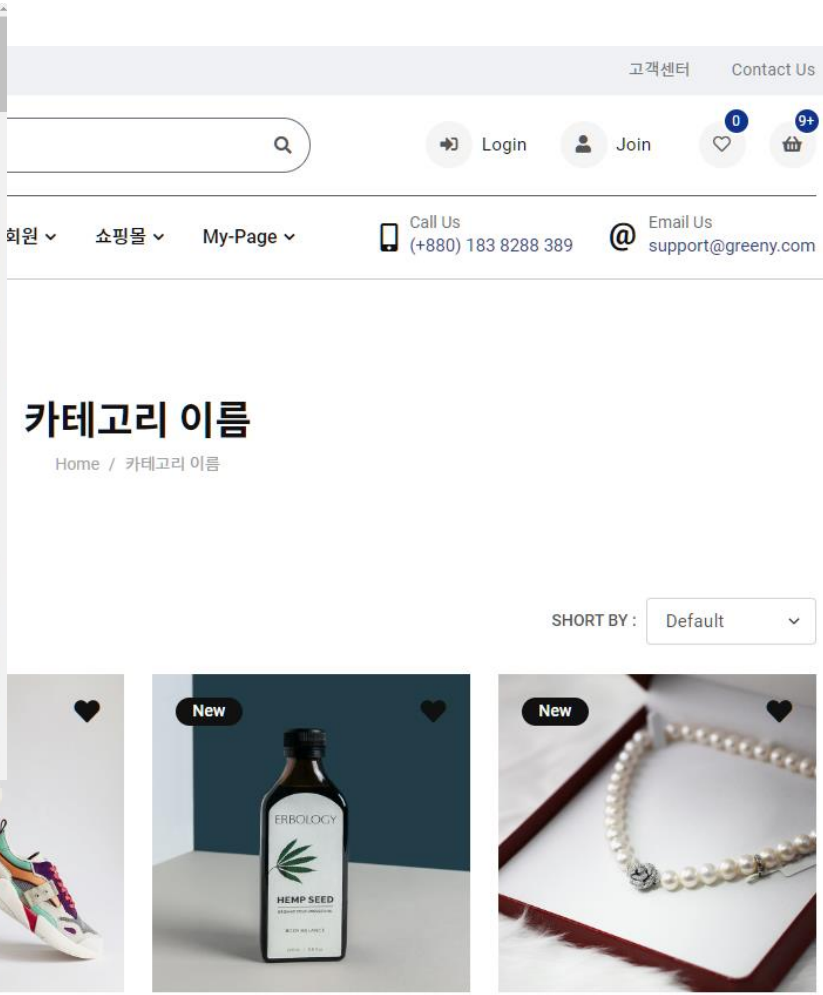 고객센터 Contact Us
Login Join 0 9+
회원 쇼핑몰 My-Page
Call Us
(+880) 183 8288 389
Email Us
support@greeny.com
카테고리 이름
Home / 카테고리 이름
SHORT BY : Default
New
New
ERBOLOGY
HEMP SEED
BODY BALANCE